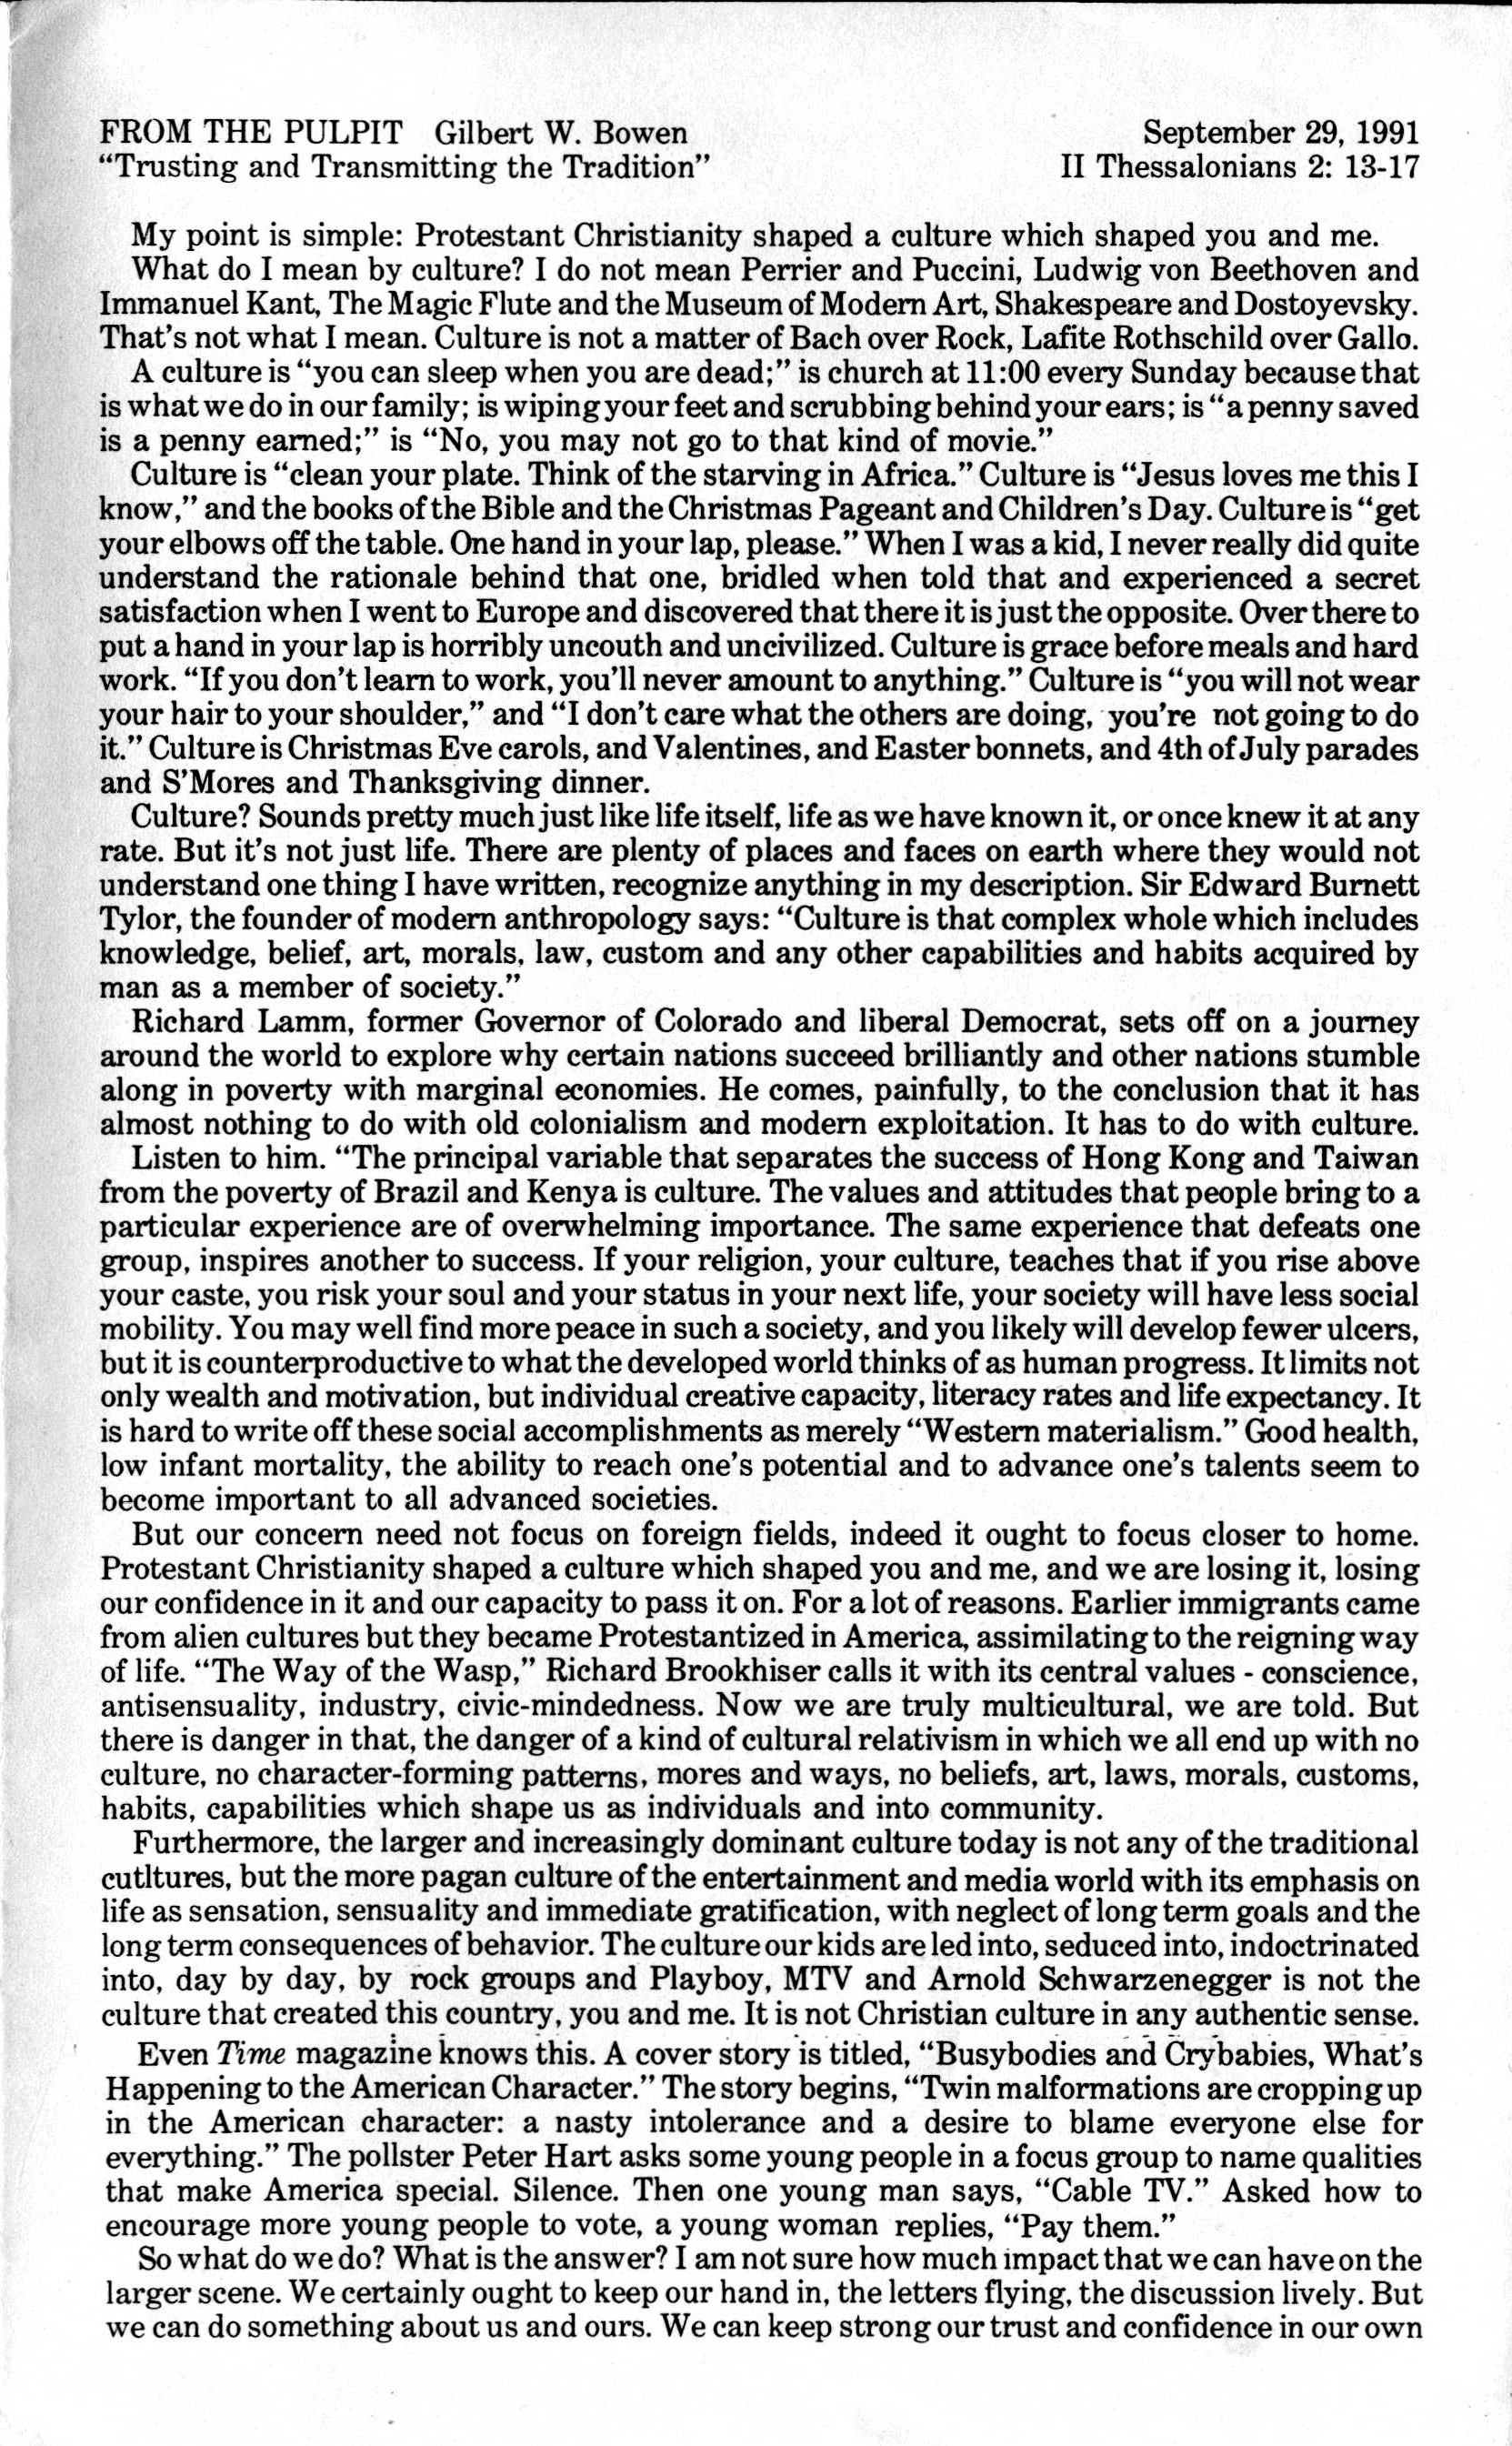 FROM THE PULPIT Gilbert W. Bowen September 29, 1991
“Trusting and Transmitting the Tradition” II Thessalonians 2: 13-17
My point is simple: Protestant Christianity shaped a culture which shaped you and me.
What do I mean by culture? I do not mean Perrier and Puccini, Ludwig von Beethoven and
Immanuel Kant, The Magic Flute and the Museum of Modern Art, Shakespeare and Dostoyevsky.
That’s not what I mean. Culture is not a matter of Bach over Rock, Lafite Rothschild over Gallo.
A culture is “you can sleep when you are dead;” is church at 11:00 every Sunday because that
is what we do in our family; is wiping your feet and scrubbing behind your ears; is “a penny saved
is a penny earned;” is “No, you may not go to that kind of movie.”
Culture is “clean your plate. Think of the starving in Africa.” Culture is “Jesus loves me this I
know,” and the books of the Bible and the Christmas Pageant and Children’s Day. Culture is “get
your elbows off the table. One hand in your lap, please.” When I was a kid, I never really did quite
understand the rationale behind that one, bridled when told that and experienced a secret
satisfaction when I went to Europe and discovered that there it is just the opposite. Over there to
put a hand in your lap is horribly uncouth and uncivilized. Culture is grace before meals and hard
work. “If you don’t learn to work, you’ll never amount to anything.” Culture is “you will not wear
your hair to your shoulder,” and “I don’t care what the others are doing, you’re not going to do
it.” Culture is Christmas Eve carols, and Valentines, and Easter bonnets, and 4th of July parades
and S’Mores and Thanksgiving dinner.
Culture? Sounds pretty much just like life itself, life as we have known it, or once knew it at any
rate. But it’s not just life. There are plenty of places and faces on earth where they would not
understand one thing I have written, recognize anything in my description. Sir Edward Burnett
Tylor, the founder of modern anthropology says: “Culture is that complex whole which includes
knowledge, belief, art, morals, law, custom and any other capabilities and habits acquired by
man as a member of society.”
Richard Lamm, former Governor of Colorado and liberal Democrat, sets off on a journey
around the world to explore why certain nations succeed brilliantly and other nations stumble
along in poverty with marginal economies. He comes, painfully, to the conclusion that it has
almost nothing to do with old colonialism and modern exploitation. It has to do with culture.
Listen to him. “The principal variable that separates the success of Hong Kong and Taiwan
from the poverty of Brazil and Kenya is culture. The values and attitudes that people bring to a
particular experience are of overwhelming importance. The same experience that defeats one
group, inspires another to success. If your religion, your culture, teaches that if you rise above
your caste, you risk your soul and your status in your next life, your society will have less social
mobility. You may well find more peace in such a society, and you likely will develop fewer ulcers,
but it is counterproductive to what the developed world thinks of as human progress. It limits not
only wealth and motivation, but individual creative capacity, literacy rates and life expectancy. It
is hard to write off these social accomplishments as merely “Western materialism.” Good health,
low infant mortality, the ability to reach one’s potential and to advance one’s talents seem to
become important to all advanced societies.
But our concern need not focus on foreign fields, indeed it ought to focus closer to home.
Protestant Christianity shaped a culture which shaped you and me, and we are losing it, losing
our confidence in it and our capacity to pass it on. For a lot of reasons. Earlier immigrants came
from alien cultures but they became Protestantized in America, assimilating to the reigning way
of life. “The Way of the Wasp,” Richard Brookhiser calls it with its central values - conscience,
antisensuality, industry, civic-mindedness. Now we are truly multicultural, we are told. But
there is danger in that, the danger of a kind of cultural relativism in which we all end up with no
culture, no character-forming patterns, mores and ways, no beliefs, art, laws, morals, customs,
habits, capabilities which shape us as individuals and into community.
Furthermore, the larger and increasingly dominant culture today is not any of the traditional
cutltures, but the more pagan culture of the entertainment and media world with its emphasis on
life as sensation, sensuality and immediate gratification, with neglect of long term goals and the
long term consequences of behavior. The culture our kids are led into, seduced into, indoctrinated
into, day by day, by rock groups and Playboy, MTV and Arnold Schwarzenegger is not the
culture that created this country, you and me. It is not Christian culture in any authentic sense.
Even Time magazine knows this. A cover story is titled, “Busybodies and Crybabies, What’s
Happening to the American Character.” The story begins, “Twin malformations are cropping up
in the American character: a nasty intolerance and a desire to blame everyone else for
everything.” The pollster Peter Hart asks some young people in a focus group to name qualities
that make America special. Silence. Then one young man says, “Cable TV.” Asked how to
encourage more young people to vote, a young woman replies, “Pay them.”
So what do we do? What is the answer? I am not sure how much impact that we can have on the
larger scene. We certainly ought to keep our hand in, the letters flying, the discussion lively. But
we can do something about us and ours. We can keep strong our trust and confidence in our own